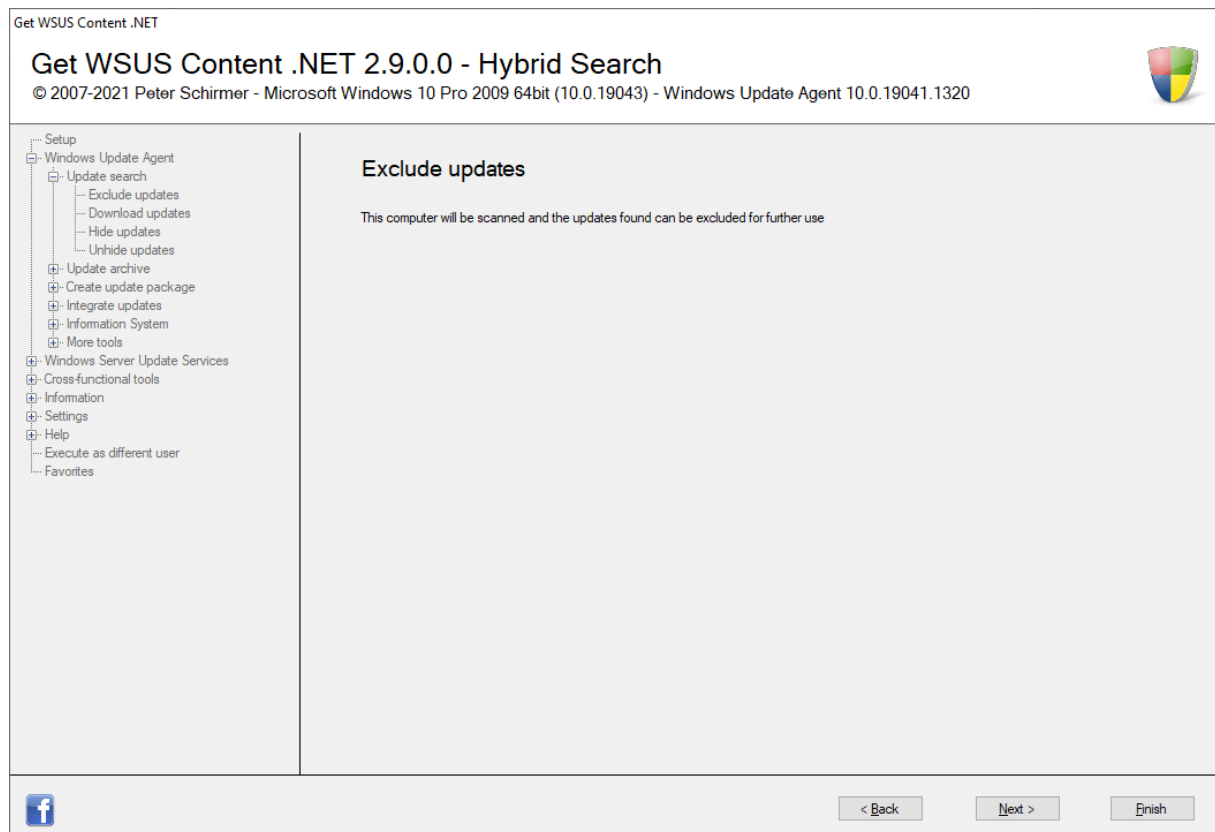 Get WSUS Content .NET
Get WSUS Content .NET 2.9.0.0 - Hybrid Search
© 2007-2021 Peter Schirmer - Microsoft Windows 10 Pro 2009 64bit (10.0.19043) - Windows Update Agent 10.0.19041.1320
Setup
Windows Update Agent
Update search
Exclude updates
Download updates
Hide updates
Unhide updates
Update archive
Create update package
Integrate updates
Information System
More tools
Windows Server Update Services
Cross-functional tools
Information
Settings
Help
Execute as different user
Favorites
Exclude updates
This computer will be scanned and the updates found can be excluded for further use
f
< Back
Next >
Finish